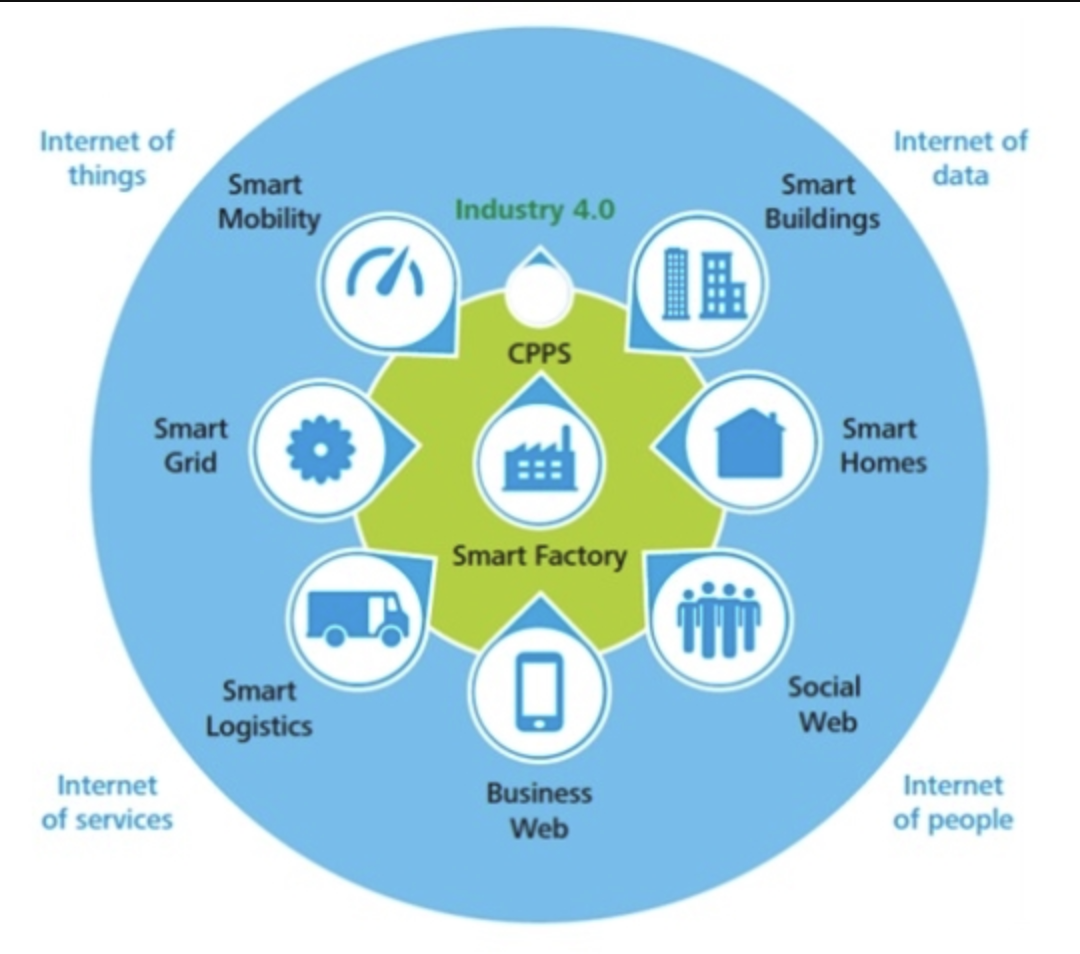 Internet of
things
Internet of
data
Smart
Mobility
Industry 4.0
Smart
Buildings
CPPS
Smart
Grid
Smart
Homes
Smart Factory
Smart
Logistics
Social
Web
Business
Web
Internet
of services
Internet
of people